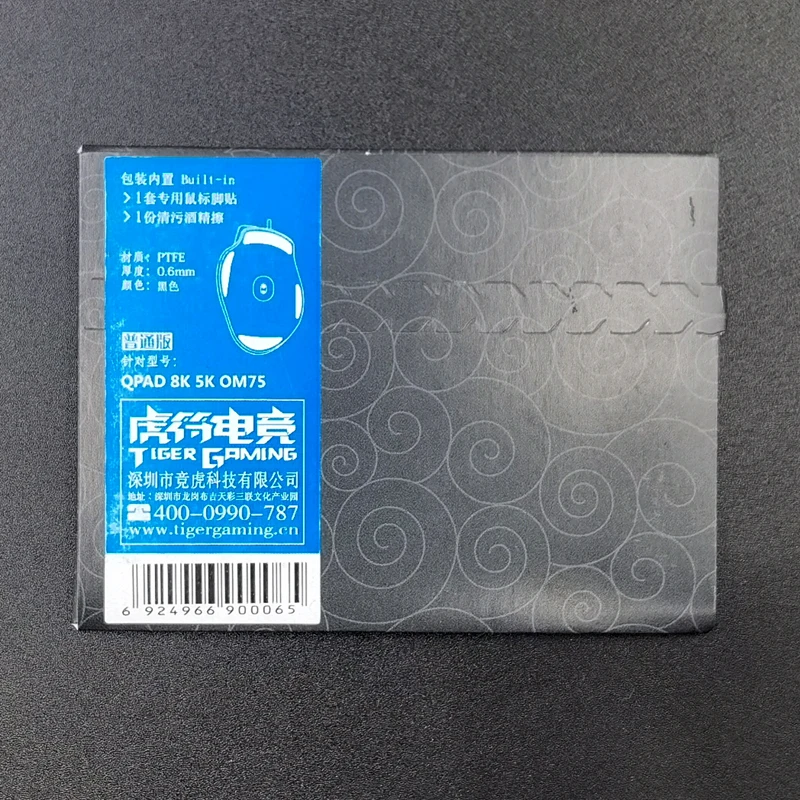 包装内置 Built-in
>1套专用鼠标脚贴
>1份清污酒精擦
材质: PTFE
厚度: 0.6mm
颜色: 黑色
普通版
针对型号:
QPAD 8K 5K OM75
虎符电竞
TIGER GAMING
深圳市竞虎科技有限公司
地址: 深圳市龙岗布吉天彩三联文化产业园
☎400-0990-787
www.tigergaming.cn
6 924966 900065